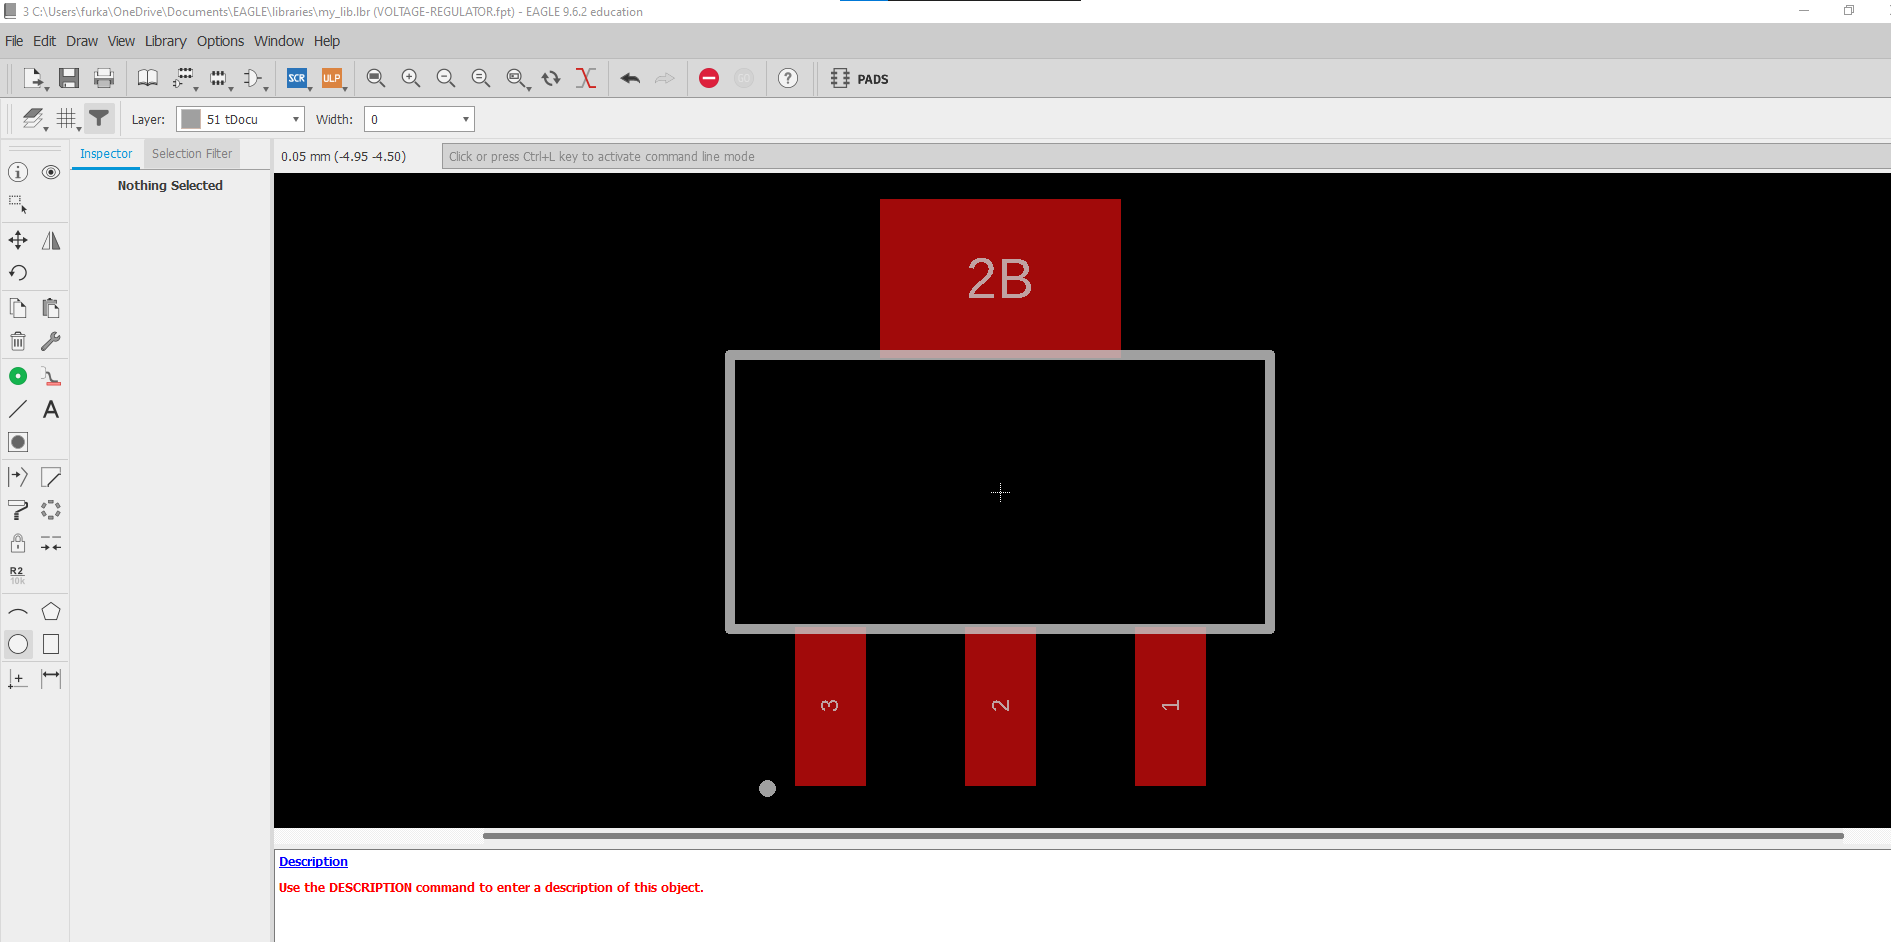 3 C:\Users\furka\OneDrive\Documents\EAGLE\libraries\my_lib.lbr (VOLTAGE-REGULATOR.fpt) - EAGLE 9.6.2 education
File Edit Draw View Library Options Window Help
SCR ULP GO ? PADS
Layer: 51 tDocu Width: 0
Inspector Selection Filter 0.05 mm (-4.95 -4.50) Click or press Ctrl+L key to activate command line mode
Nothing Selected
2B
A
R2
10k
3 2 1
Description
Use the DESCRIPTION command to enter a description of this object.